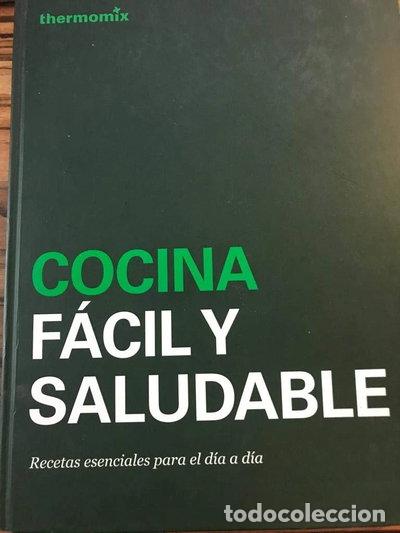 thermomix
COCINA
FÁCIL Y
SALUDABLE
Recetas esenciales para el día a día
todocoleccion